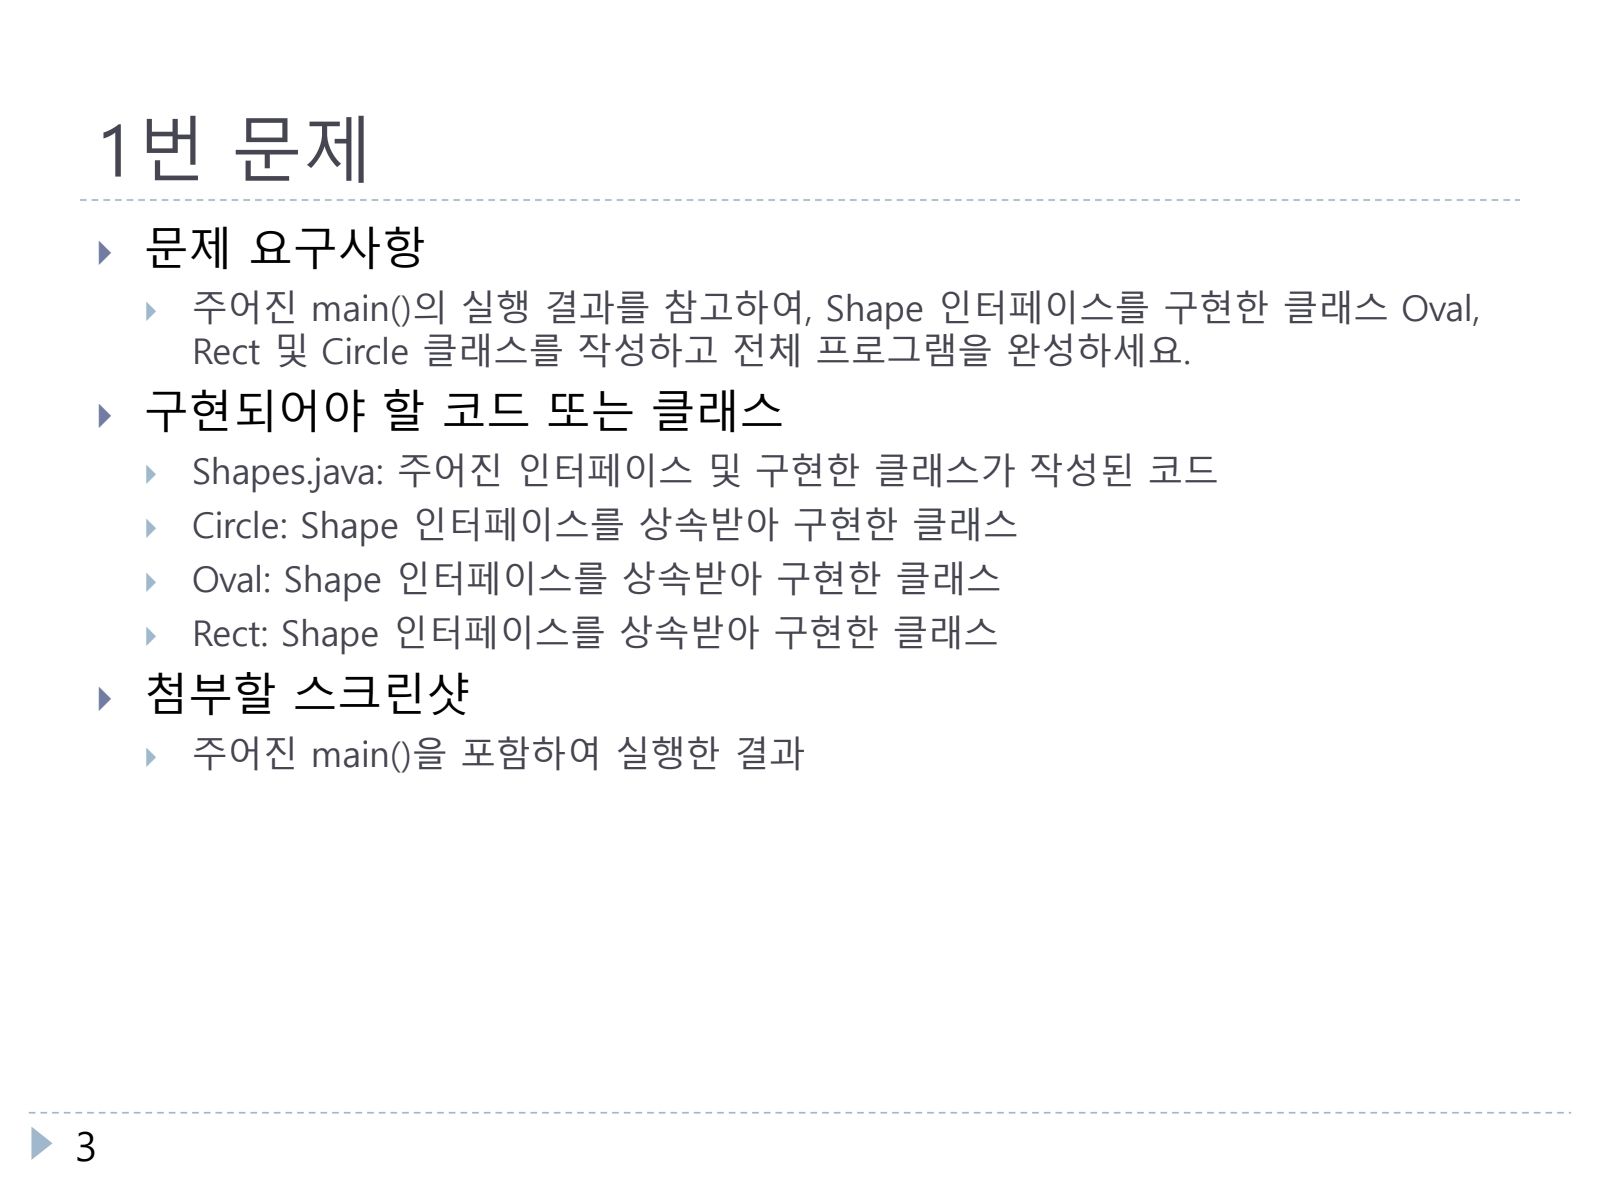 1번 문제
문제 요구사항
주어진 main()의 실행 결과를 참고하여, Shape 인터페이스를 구현한 클래스 Oval,
Rect 및 Circle 클래스를 작성하고 전체 프로그램을 완성하세요.
구현되어야 할 코드 또는 클래스
Shapes.java: 주어진 인터페이스 및 구현한 클래스가 작성된 코드
Circle: Shape 인터페이스를 상속받아 구현한 클래스
Oval: Shape 인터페이스를 상속받아 구현한 클래스
Rect: Shape 인터페이스를 상속받아 구현한 클래스
첨부할 스크린샷
주어진 main()을 포함하여 실행한 결과
3